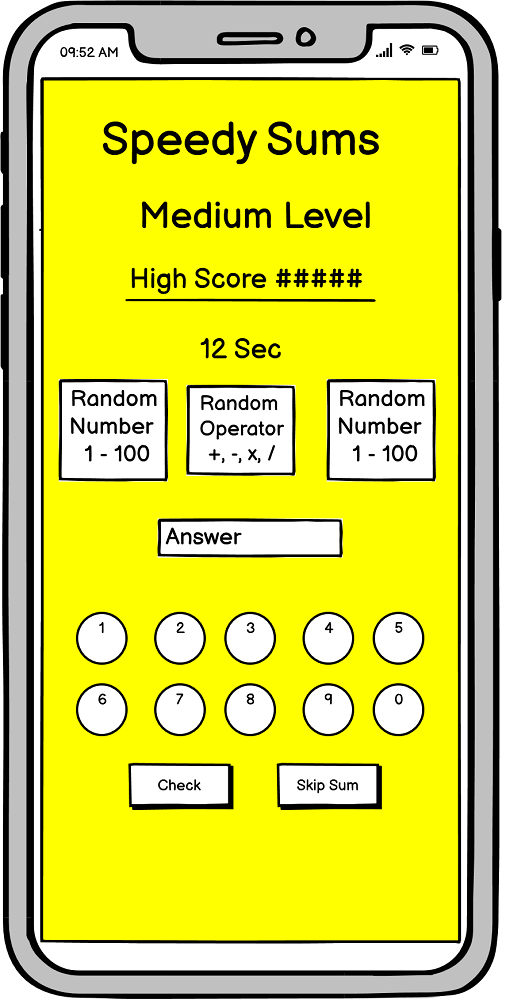 09:52 AM
Speedy Sums
Medium Level
High Score #####
12 Sec
Random
Number
1 - 100
Random
Operator
+, -, x, /
Random
Number
1 - 100
Answer
1 2 3 4 5
6 7 8 9 0
Check Skip Sum